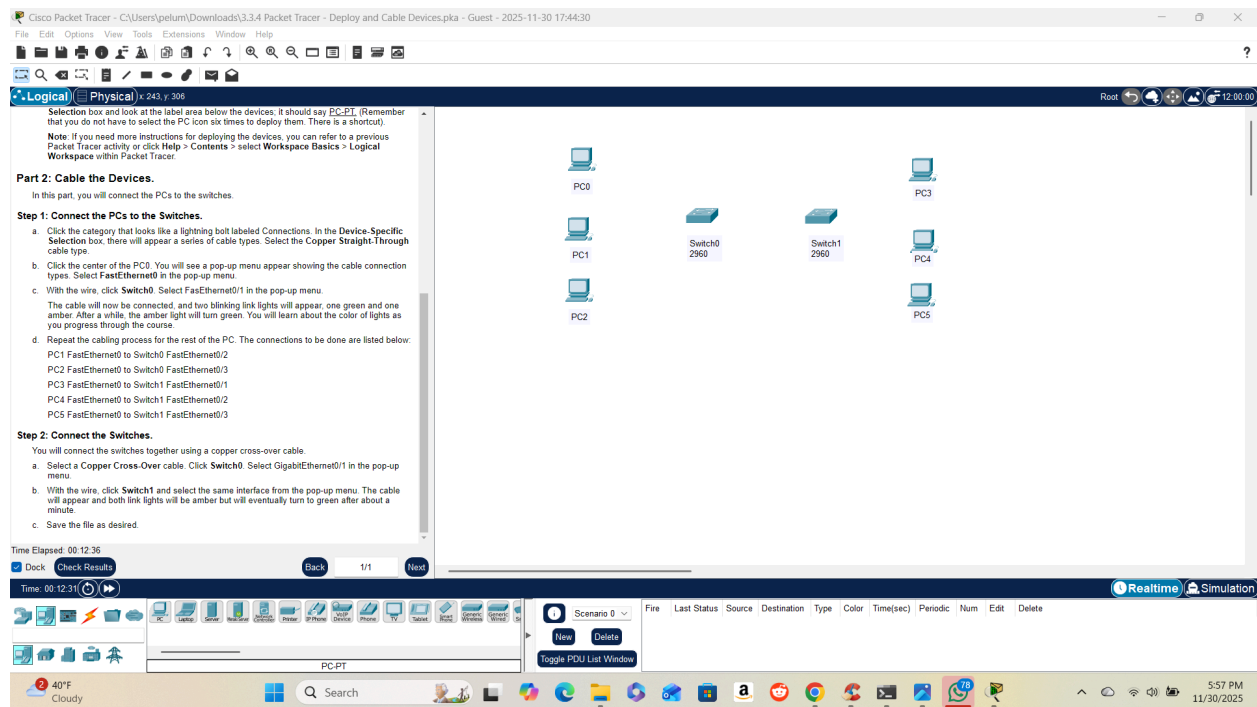 Cisco Packet Tracer - C:\Users\pelum\Downloads\3.3.4 Packet Tracer - Deploy and Cable Devices.pka - Guest - 2025-11-30 17:44:30
File Edit Options View Tools Extensions Window Help
?
Logical Physical x: 243, y: 306
Root 12:00:00
Selection box and look at the label area below the devices; it should say PC-PT. (Remember
that you do not have to select the PC icon six times to deploy them. There is a shortcut).
Note: If you need more instructions for deploying the devices, you can refer to a previous
Packet Tracer activity or click Help > Contents > select Workspace Basics > Logical
Workspace within Packet Tracer.
Part 2: Cable the Devices.
In this part, you will connect the PCs to the switches.
Step 1: Connect the PCs to the Switches.
a. Click the category that looks like a lightning bolt labeled Connections. In the Device-Specific
Selection box, there will appear a series of cable types. Select the Copper Straight-Through
cable type.
b. Click the center of the PC0. You will see a pop-up menu appear showing the cable connection
types. Select FastEthernet0 in the pop-up menu.
c. With the wire, click Switch0. Select FasEthernet0/1 in the pop-up menu.
The cable will now be connected, and two blinking link lights will appear, one green and one
amber. After a while, the amber light will turn green. You will learn about the color of lights as
you progress through the course.
d. Repeat the cabling process for the rest of the PC. The connections to be done are listed below:
PC1 FastEthernet0 to Switch0 FastEthernet0/2
PC2 FastEthernet0 to Switch0 FastEthernet0/3
PC3 FastEthernet0 to Switch1 FastEthernet0/1
PC4 FastEthernet0 to Switch1 FastEthernet0/2
PC5 FastEthernet0 to Switch1 FastEthernet0/3
Step 2: Connect the Switches.
You will connect the switches together using a copper cross-over cable.
a. Select a Copper Cross-Over cable. Click Switch0. Select GigabitEthernet0/1 in the pop-up
menu.
b. With the wire, click Switch1 and select the same interface from the pop-up menu. The cable
will appear and both link lights will be amber but will eventually turn to green after about a
minute.
c. Save the file as desired.
Time Elapsed: 00:12:36
Dock Check Results Back 1/1 Next
PC0
PC3
Switch0
2960
Switch1
2960
PC1
PC4
PC2
PC5
Time: 00:12:31
Realtime Simulation
PC Laptop Server Printer IP Phone VoIP Device Phone TV Tablet Smart Phone Generic Wireless Generic Wired
PC-PT
Scenario 0
New Delete
Toggle PDU List Window
Fire Last Status Source Destination Type Color Time(sec) Periodic Num Edit Delete
2
40°F
Cloudy
Search
a
78
5:57 PM
11/30/2025